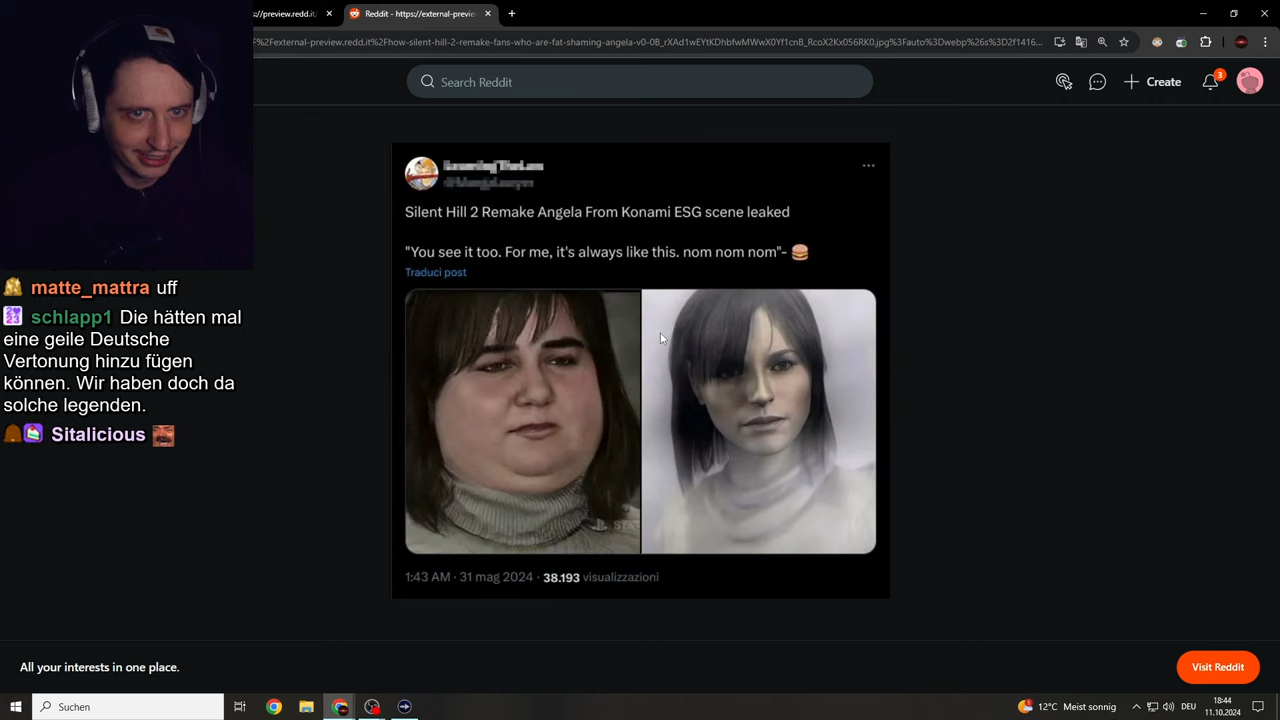 ://preview.redd.it/
Reddit - https://external-previe
F%2Fexternal-preview.redd.it%2Fhow-silent-hill-2-remake-fans-who-are-fat-shaming-angela-v0-0B_rXAd1wEYtKDhbfwMWwX0Yf1cnB_RcoX2Kx056RK0.jpg%3Fauto%3Dwebp%26s%3D2f1416...
Search Reddit
Create
3
Silent Hill 2 Remake Angela From Konami ESG scene leaked
"You see it too. For me, it's always like this. nom nom nom"- 🍔
Traduci post
1:43 AM · 31 mag 2024 · 38.193 visualizzazioni
matte_mattra uff
schlapp1 Die hätten mal
eine geile Deutsche
Vertonung hinzu fügen
können. Wir haben doch da
solche legenden.
Sitalicious
All your interests in one place.
Visit Reddit
Suchen
12°C Meist sonnig
DEU
18:44
11.10.2024